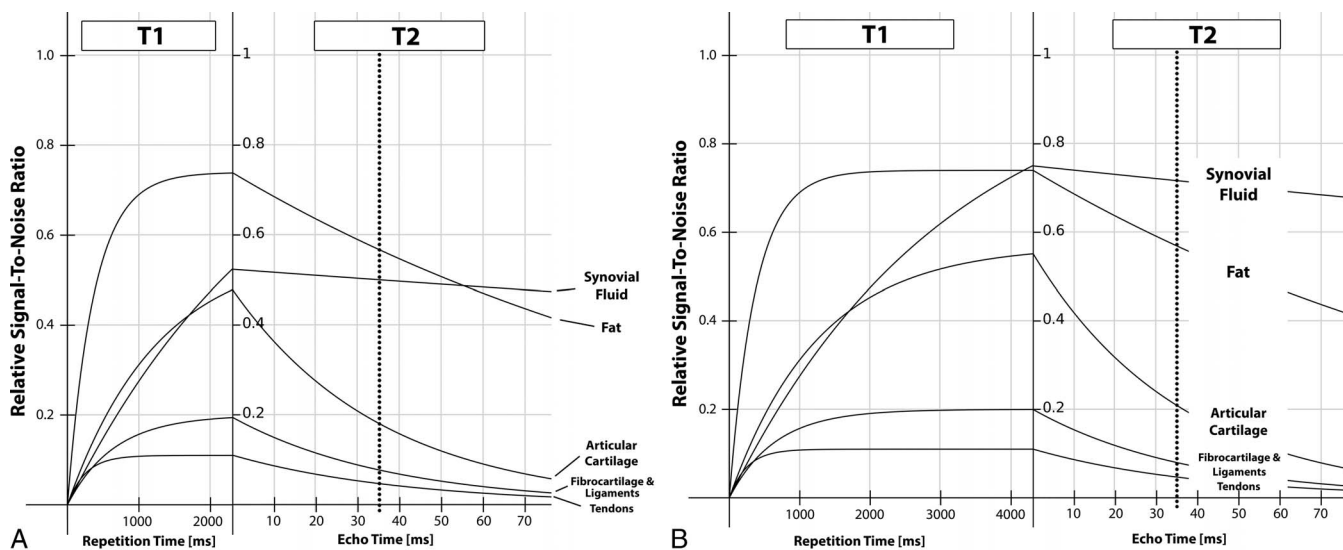 T1
T2
1.0
0.8
0.6
0.4
0.2
1
0.8
0.6
0.4
0.2
Relative Signal-To-Noise Ratio
Synovial
Fluid
Fat
Articular
Cartilage
Fibrocartilage &
Ligaments
Tendons
1000
2000
10
20
30
40
50
60
70
A
Repetition Time [ms]
Echo Time [ms]
T1
T2
1.0
0.8
0.6
0.4
0.2
1
0.8
0.6
0.4
0.2
Relative Signal-To-Noise Ratio
Synovial
Fluid
Fat
Articular
Cartilage
Fibrocartilage &
Ligaments
Tendons
1000
2000
3000
4000
10
20
30
40
50
60
70
B
Repetition Time [ms]
Echo Time [ms]